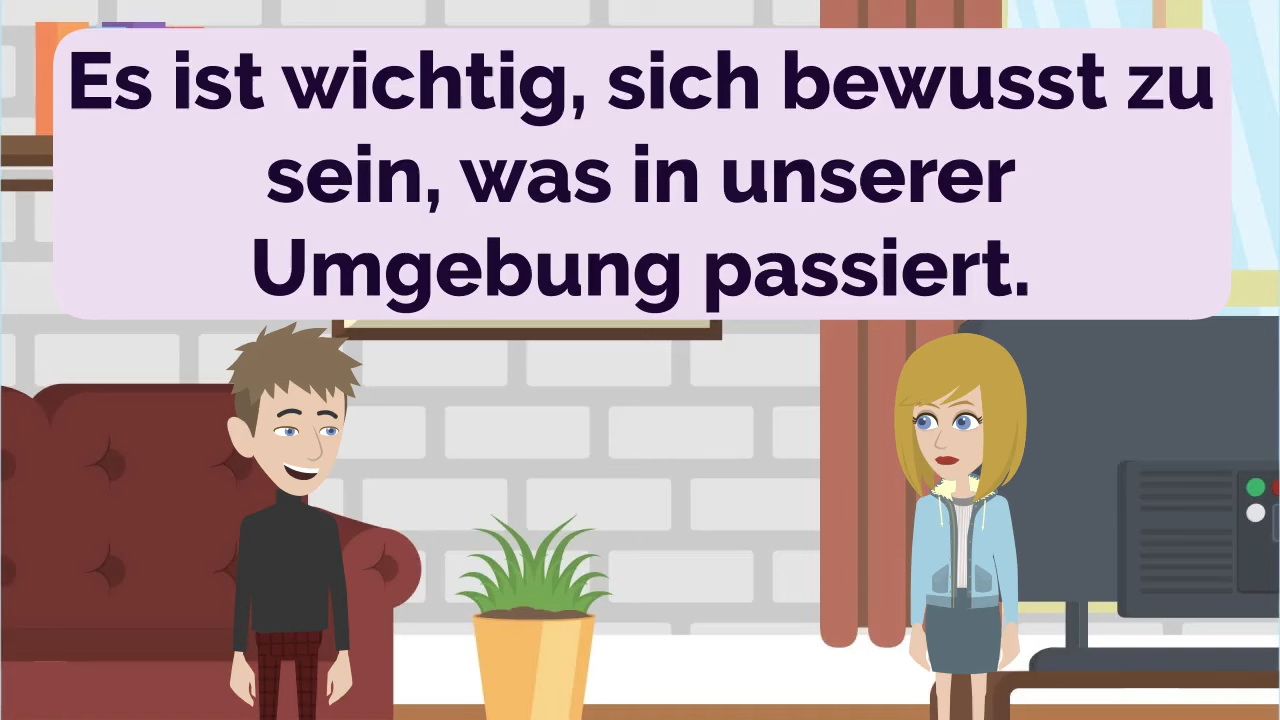 Es ist wichtig, sich bewusst zu
sein, was in unserer
Umgebung passiert.